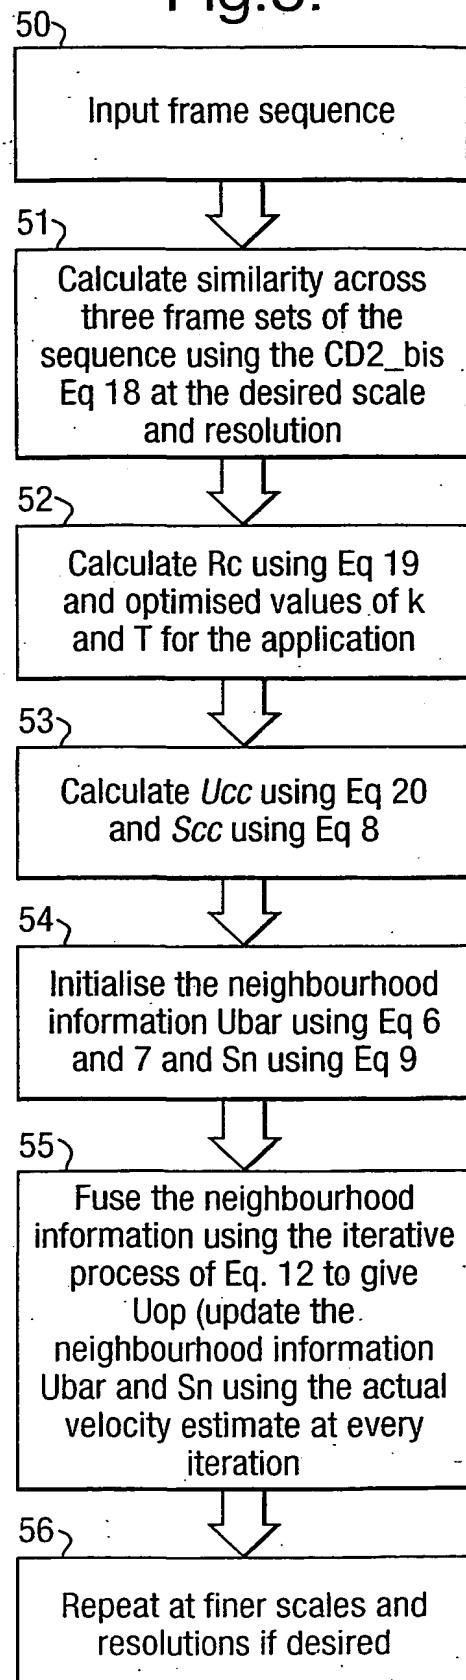 Fig.5.
50
Input frame sequence
51
Calculate similarity across
three frame sets of the
sequence using the CD2_bis
Eq 18 at the desired scale
and resolution
52
Calculate Rc using Eq 19
and optimised values of k
and T for the application
53
Calculate Ucc using Eq 20
and Scc using Eq 8
54
Initialise the neighbourhood
information Ubar using Eq 6
and 7 and Sn using Eq 9
55
Fuse the neighbourhood
information using the iterative
process of Eq. 12 to give
Uop (update the
neighbourhood information
Ubar and Sn using the actual
velocity estimate at every
iteration
56
Repeat at finer scales and
resolutions if desired